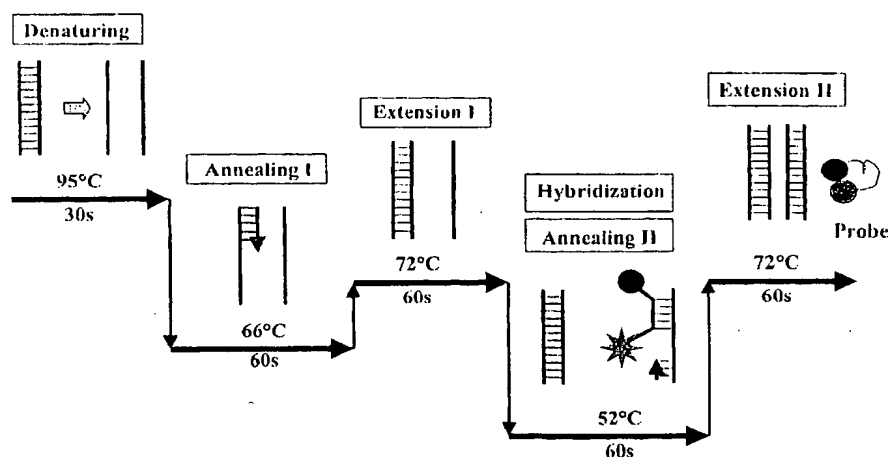 Denaturing
95°C
30s
Annealing I
66°C
60s
Extension I
72°C
60s
Hybridization
Annealing II
52°C
60s
Extension II
Probe
72°C
60s